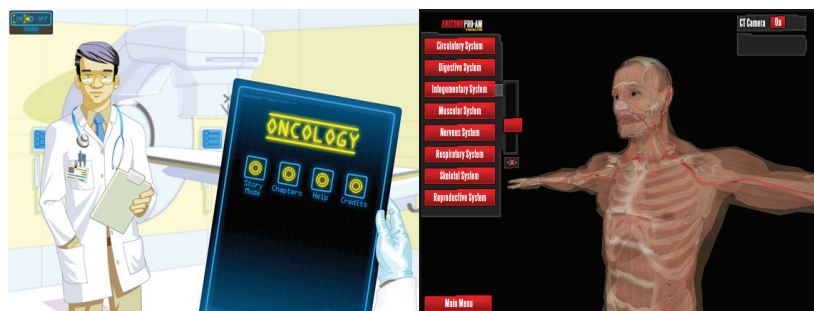 on off
SOUND
ONCOLOGY
Story
Mode
Chapters
Help
Credits
ANATOMY PRO-AM
CT Camera On
Circulatory System
Digestive System
Integumentary System
Muscular System
Nervous System
Respiratory System
Skeletal System
Reproductive System
Main Menu